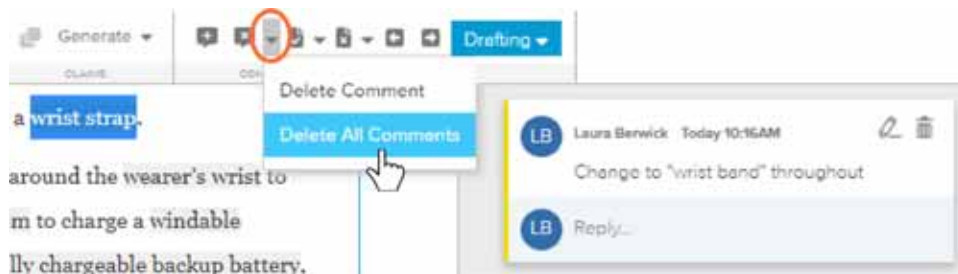 Generate
Drafting
CLAIMS
Delete Comment
Delete All Comments
a wrist strap.
around the wearer's wrist to
m to charge a windable
lly chargeable backup battery.
LB Laura Berwick Today 10:16AM
Change to "wrist band" throughout
LB Reply...